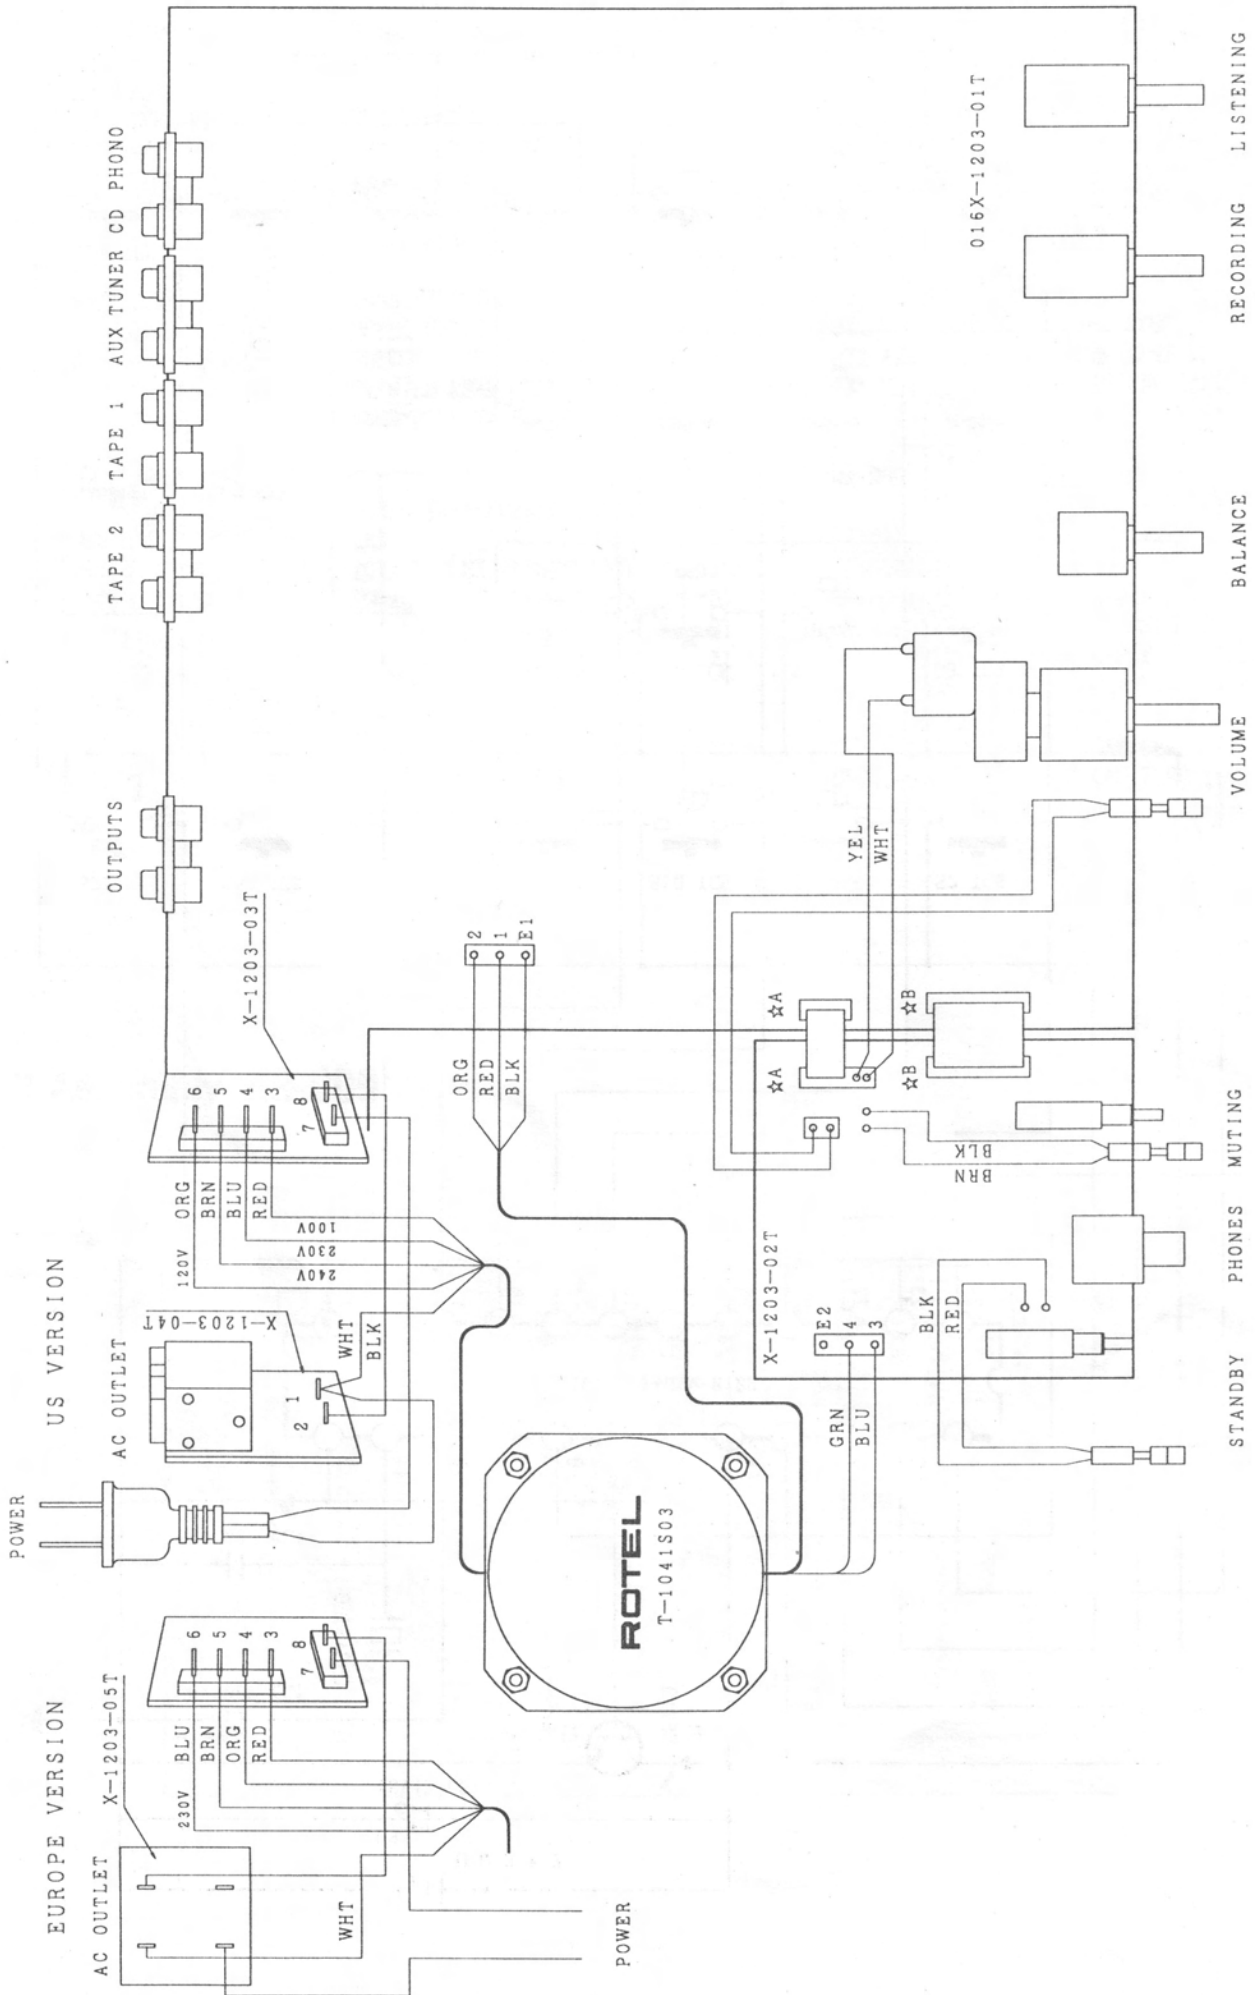 EUROPE VERSION
X-1203-05T
AC OUTLET
230V
BLU
BRN
ORG
RED
6
5
4
3
7
8
WHT
POWER
US VERSION
POWER
AC OUTLET
X-1203-04T
2
1
WHT
BLK
120V
240V
230V
100V
ORG
BRN
BLU
RED
6
5
4
3
7
8
X-1203-03T
OUTPUTS
TAPE 2
TAPE 1
AUX
TUNER
CD
PHONO
ROTEL
T-1041S03
ORG
RED
BLK
2
1
E1
GRN
BLU
E2
4
3
X-1203-02T
BLK
RED
BRN
BLK
☆A
☆A
☆B
☆B
YEL
WHT
016X-1203-01T
STANDBY
PHONES
MUTING
VOLUME
BALANCE
RECORDING
LISTENING